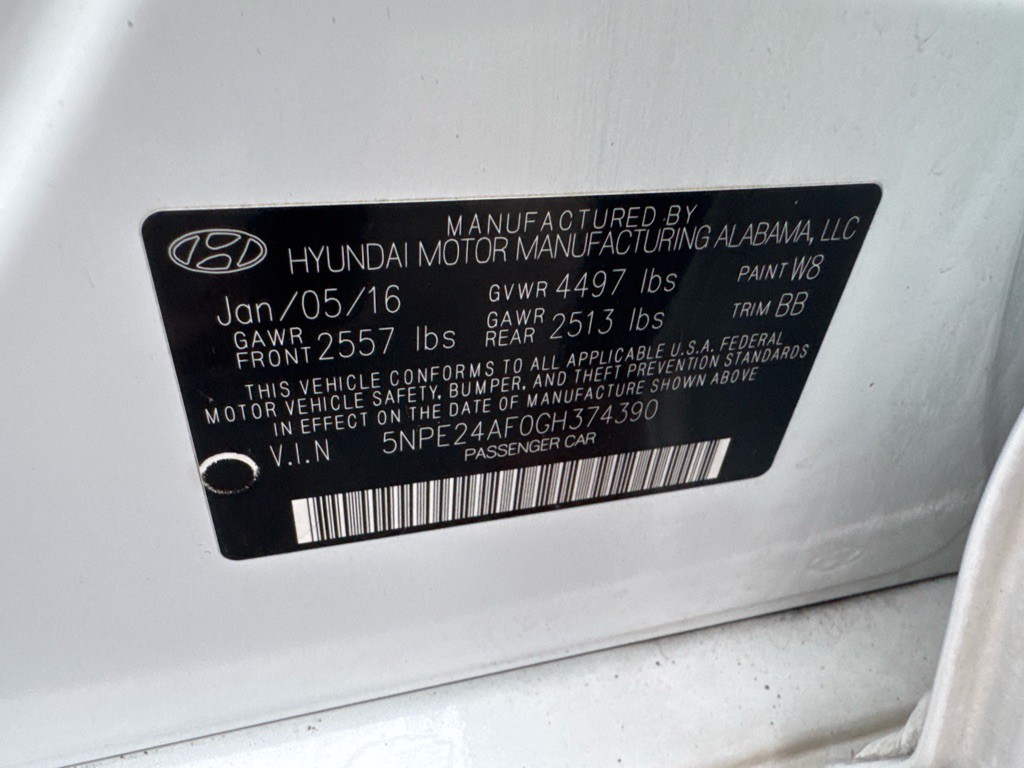 MANUFACTURED BY
HYUNDAI MOTOR MANUFACTURING ALABAMA, LLC
Jan/05/16 GVWR 4497 lbs PAINT W8
GAWR FRONT 2557 lbs GAWR REAR 2513 lbs TRIM BB
THIS VEHICLE CONFORMS TO ALL APPLICABLE U.S.A. FEDERAL
MOTOR VEHICLE SAFETY, BUMPER, AND THEFT PREVENTION STANDARDS
IN EFFECT ON THE DATE OF MANUFACTURE SHOWN ABOVE
V.I.N 5NPE24AF0GH374390
PASSENGER CAR